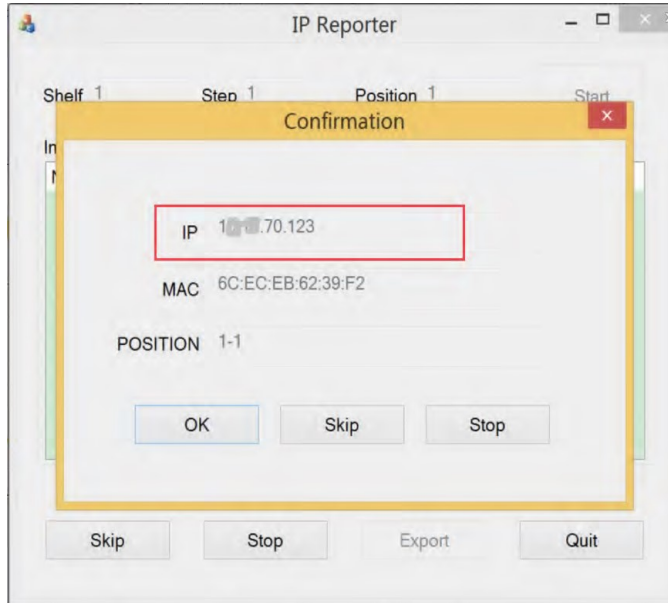 IP Reporter
Shelf 1 Step 1 Position 1 Start
Confirmation
IP .70.123
MAC 6C:EC:EB:62:39:F2
POSITION 1-1
OK Skip Stop
Skip Stop Export Quit